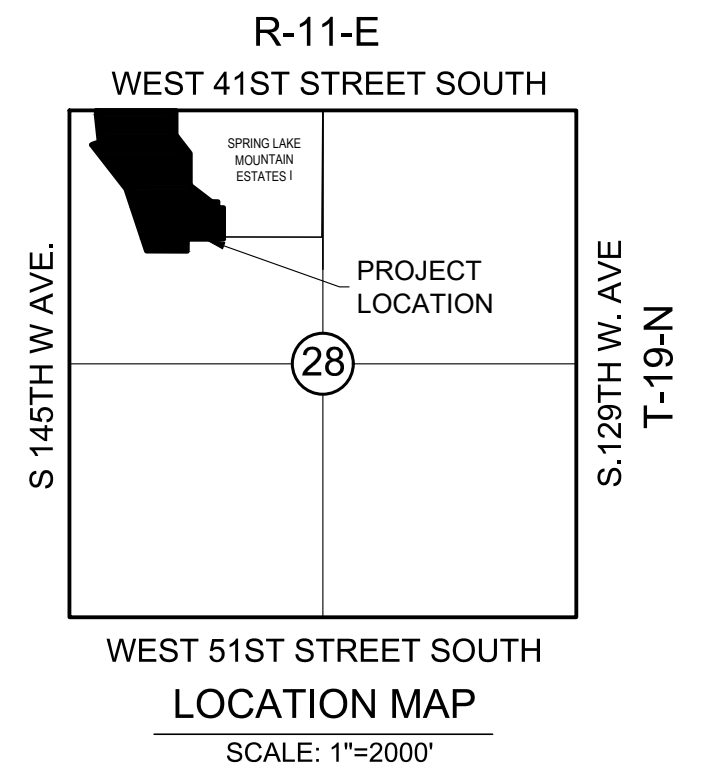 R-11-E
WEST 41ST STREET SOUTH
SPRING LAKE
MOUNTAIN
ESTATES I
PROJECT
LOCATION
S 145TH W AVE.
28
S.129TH W. AVE
T-19-N
WEST 51ST STREET SOUTH
LOCATION MAP
SCALE: 1"=2000'